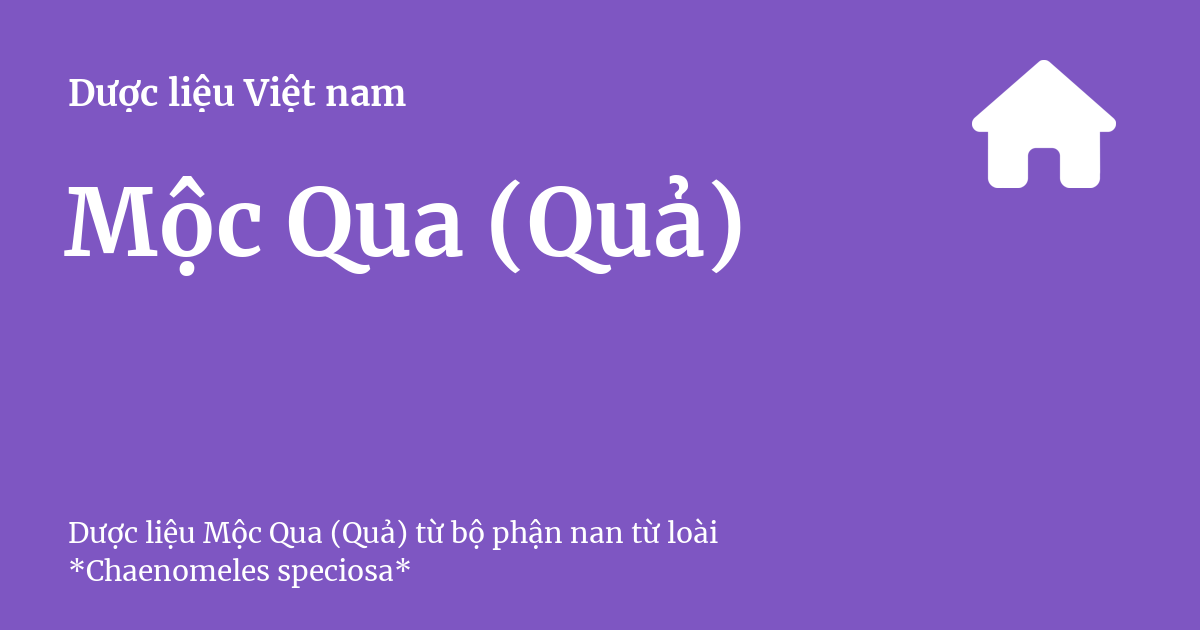 Dược liệu Việt nam
Mộc Qua (Quả)
Dược liệu Mộc Qua (Quả) từ bộ phận nan từ loài
*Chaenomeles speciosa*